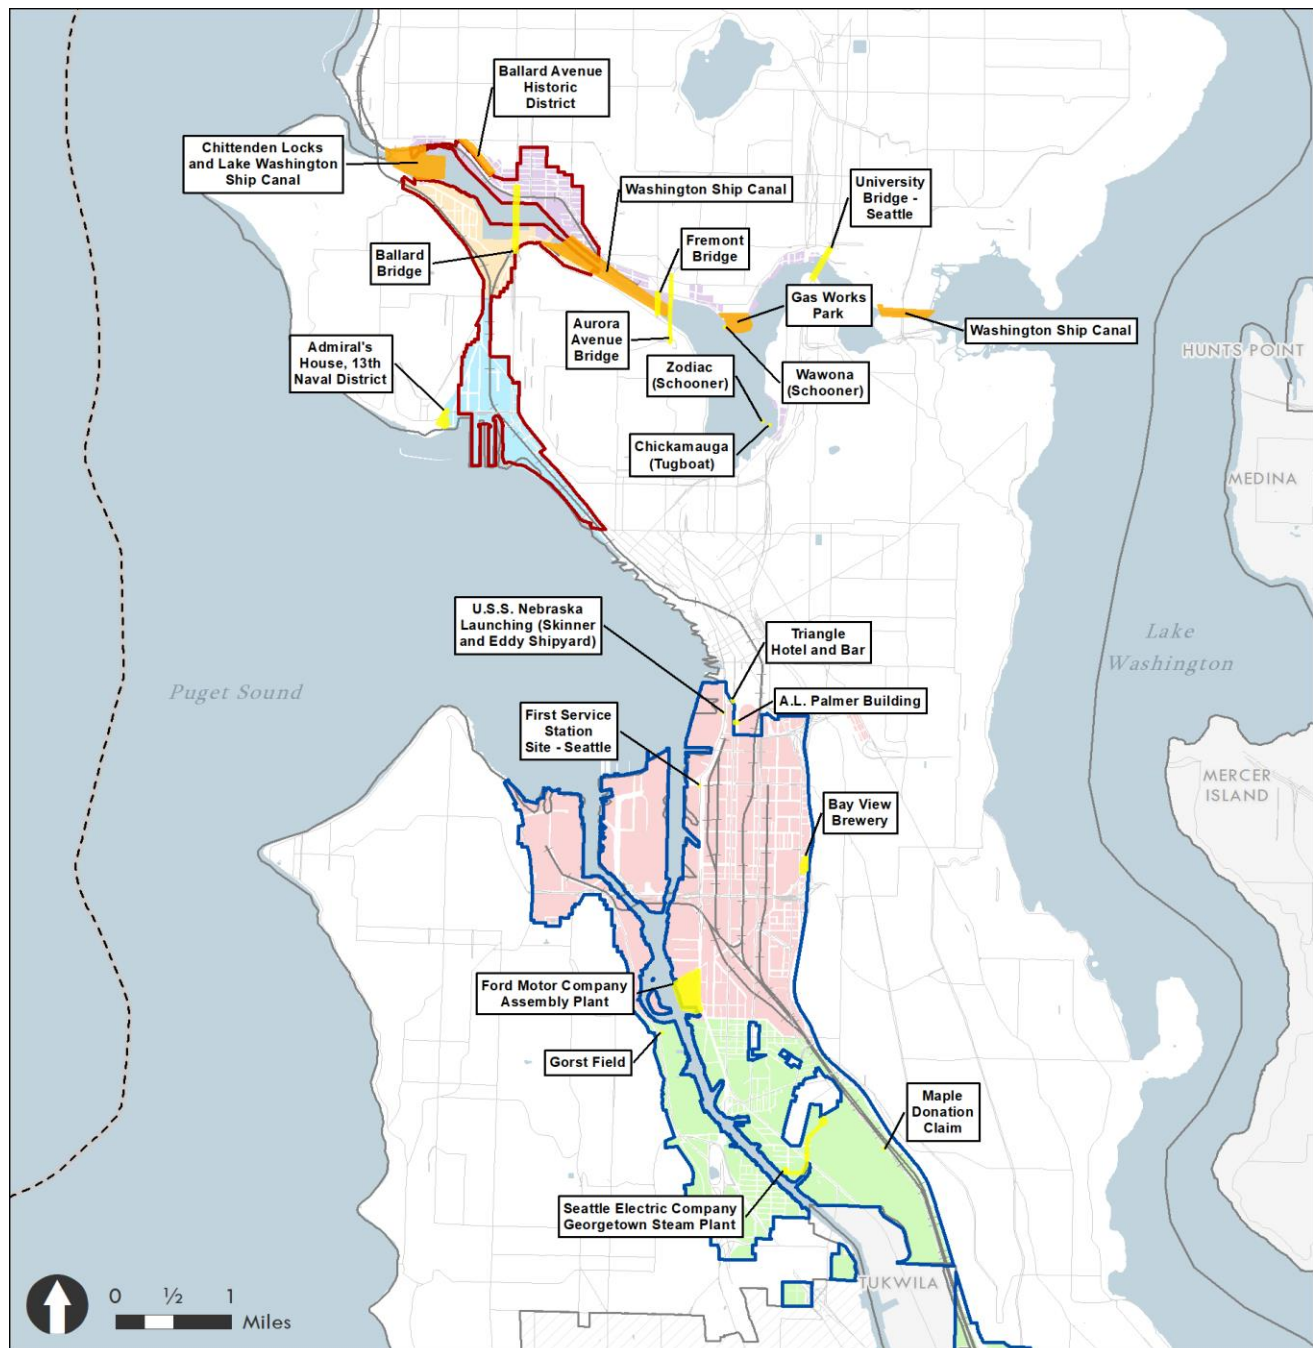 Ballard Avenue
Historic
District
Chittenden Locks
and Lake Washington
Ship Canal
Washington Ship Canal
University
Bridge -
Seattle
Fremont
Bridge
Ballard
Bridge
Gas Works
Park
Aurora
Avenue
Bridge
Washington Ship Canal
Admiral's
House, 13th
Naval District
Zodiac
(Schooner)
Wawona
(Schooner)
HUNTS POINT
Chickamauga
(Tugboat)
MEDINA
U.S.S. Nebraska
Launching (Skinner
and Eddy Shipyard)
Triangle
Hotel and Bar
Lake
Washington
Puget Sound
A.L. Palmer Building
First Service
Station
Site - Seattle
MERCER
ISLAND
Bay View
Brewery
Ford Motor Company
Assembly Plant
Gorst Field
Maple
Donation
Claim
Seattle Electric Company
Georgetown Steam Plant
TUKWILA
0 ½ 1
Miles